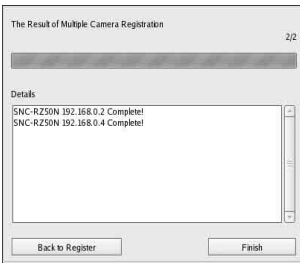 The Result of Multiple Camera Registration
2/2
Details
SNC-RZ50N 192.168.0.2 Complete!
SNC-RZ50N 192.168.0.4 Complete!
Back to Register
Finish